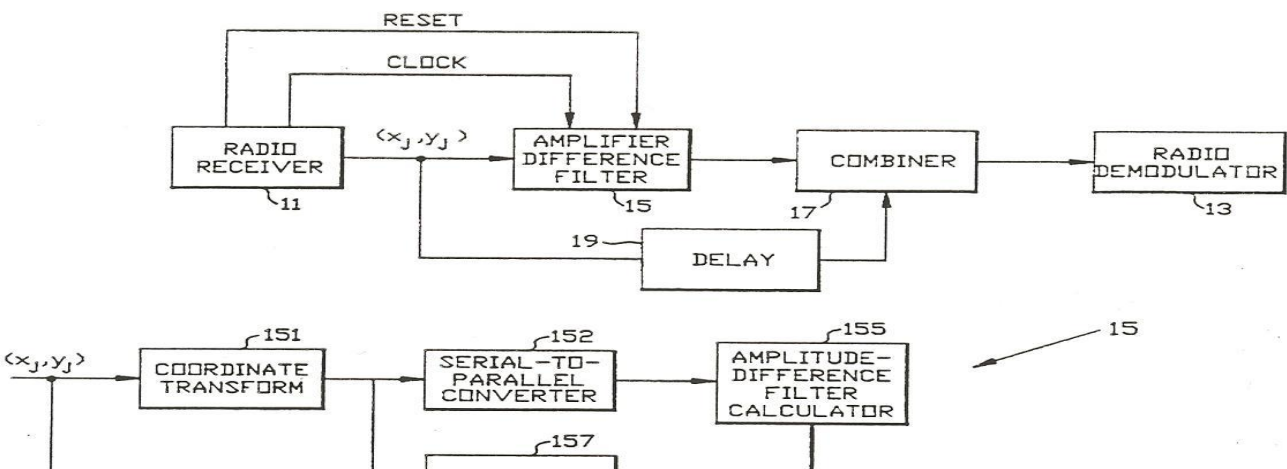 RESET
CLOCK
RADIO
RECEIVER
11
(xJ,yJ)
AMPLIFIER
DIFFERENCE
FILTER
15
COMBINER
17
RADIO
DEMODULATOR
13
19
DELAY
15
(xJ,yJ)
151
COORDINATE
TRANSFORM
152
SERIAL-TO-
PARALLEL
CONVERTER
155
AMPLITUDE-
DIFFERENCE
FILTER
CALCULATOR
157